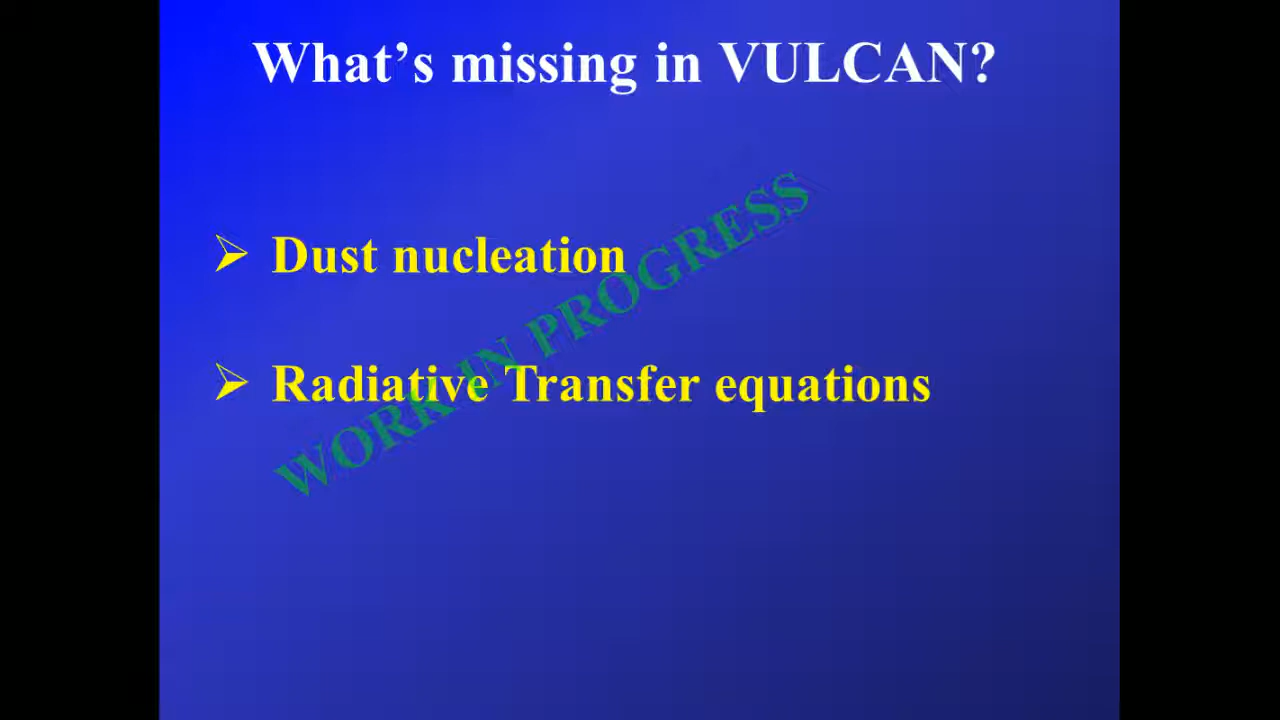 What’s missing in VULCAN?
➢ Dust nucleation
➢ Radiative Transfer equations
WORK IN PROGRESS